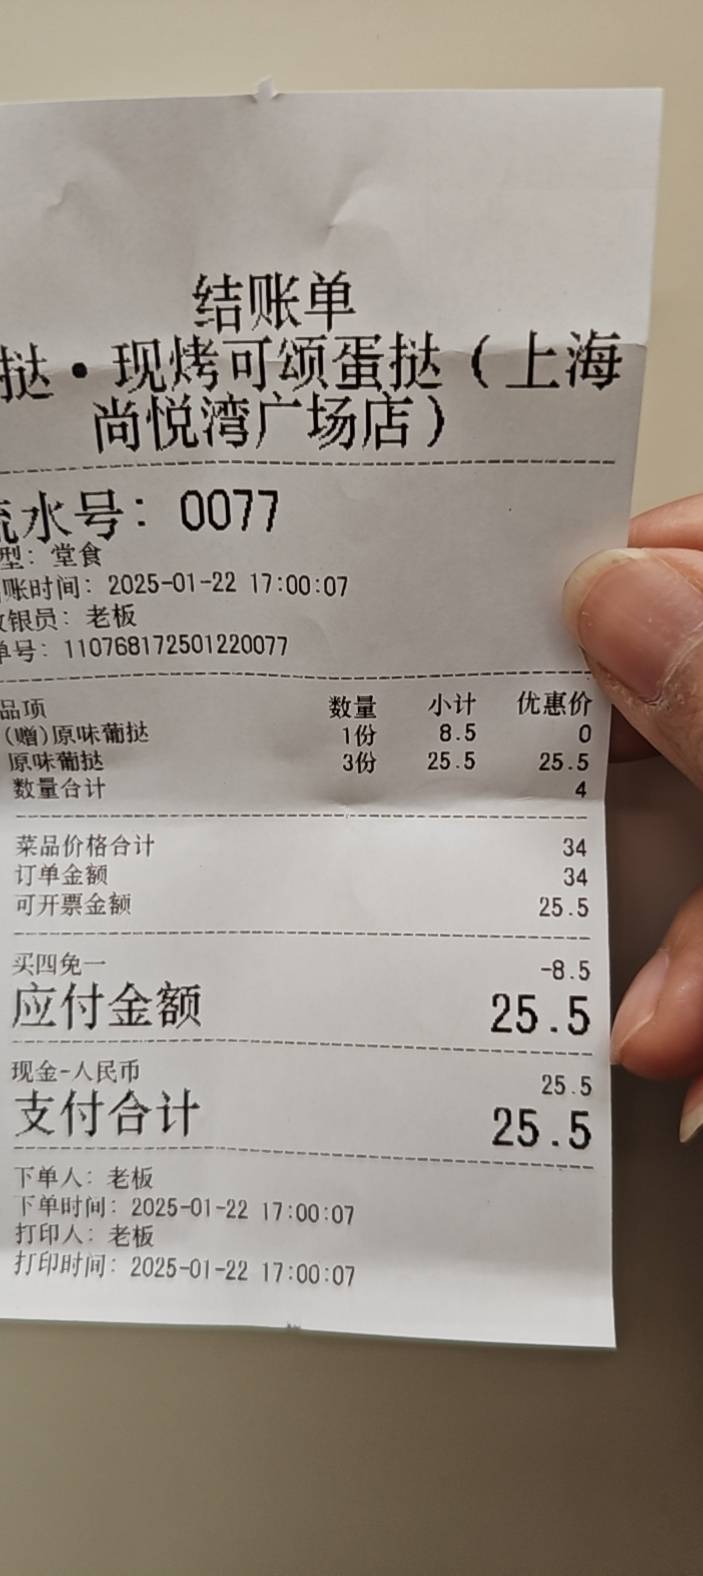 结账单
挞·现烤可颂蛋挞（上海
尚悦湾广场店）
流水号：0077
型：堂食
账时间：2025-01-22 17:00:07
收银员：老板
单号：110768172501220077
品项 数量 小计 优惠价
（赠）原味葡挞 1份 8.5 0
原味葡挞 3份 25.5 25.5
数量合计 4
菜品价格合计 34
订单金额 34
可开票金额 25.5
买四免一 -8.5
应付金额 25.5
现金-人民币 25.5
支付合计 25.5
下单人：老板
下单时间：2025-01-22 17:00:07
打印人：老板
打印时间：2025-01-22 17:00:07